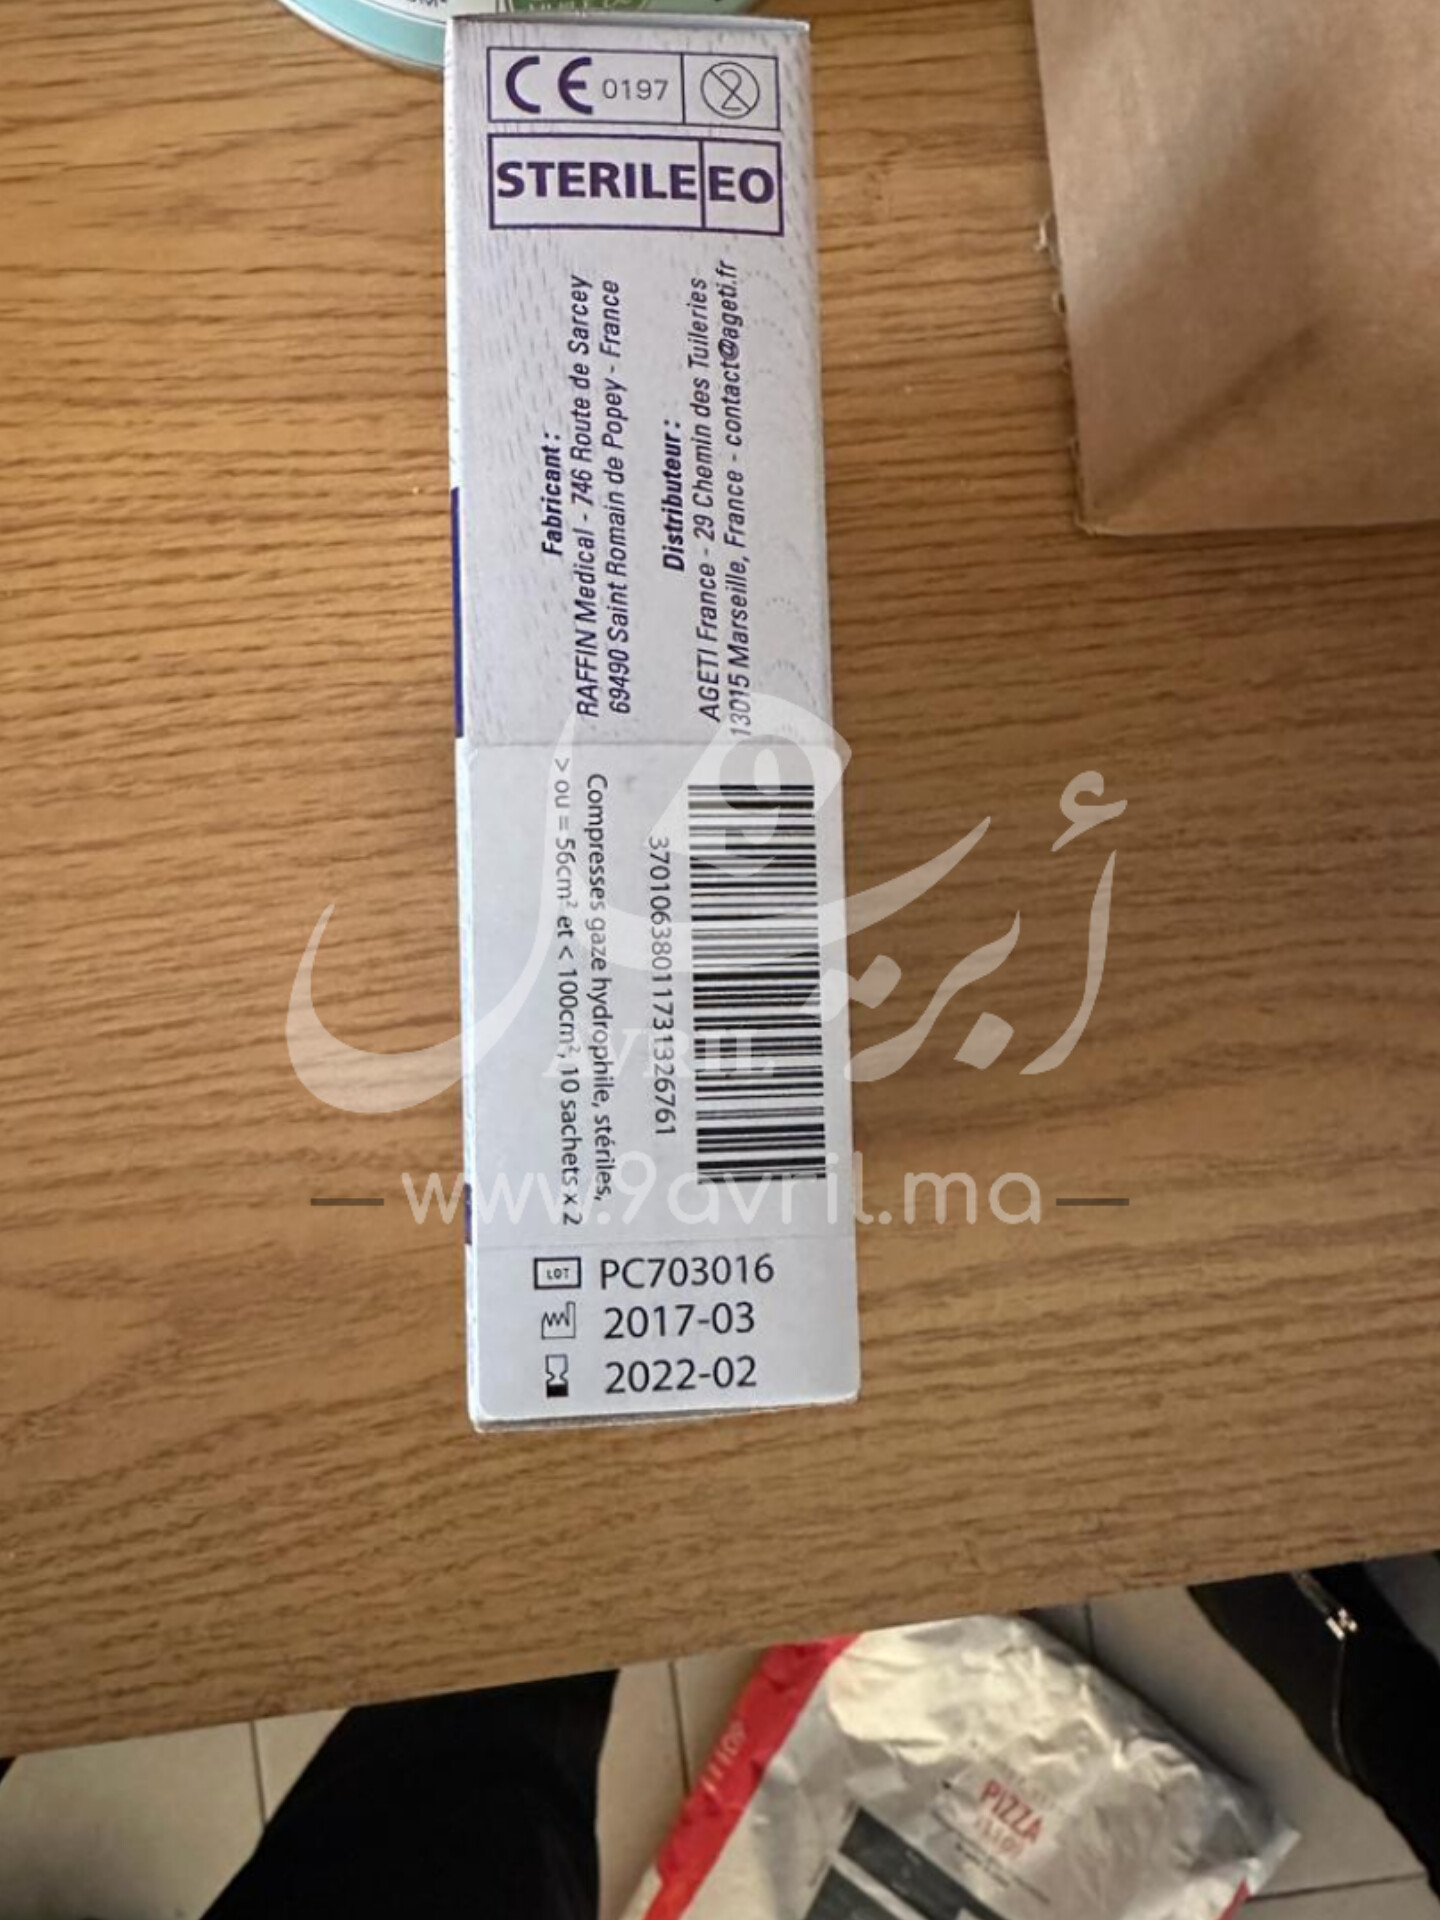 CE 0197
STERILE EO
Fabricant :
RAFFIN Medical - 746 Route de Sarcey
69490 Saint Romain de Popey - France
Distributeur :
AGETI France - 29 Chemin des Tuileries
13015 Marseille, France - contact@ageti.fr
Compresses gaze hydrophile, stériles,
> ou = 56cm² et < 100cm², 10 sachets x 2
37010638011731326761
LOT PC703016
2017-03
2022-02
9 أبريل
AVRIL
www.9avril.ma
PIZZA